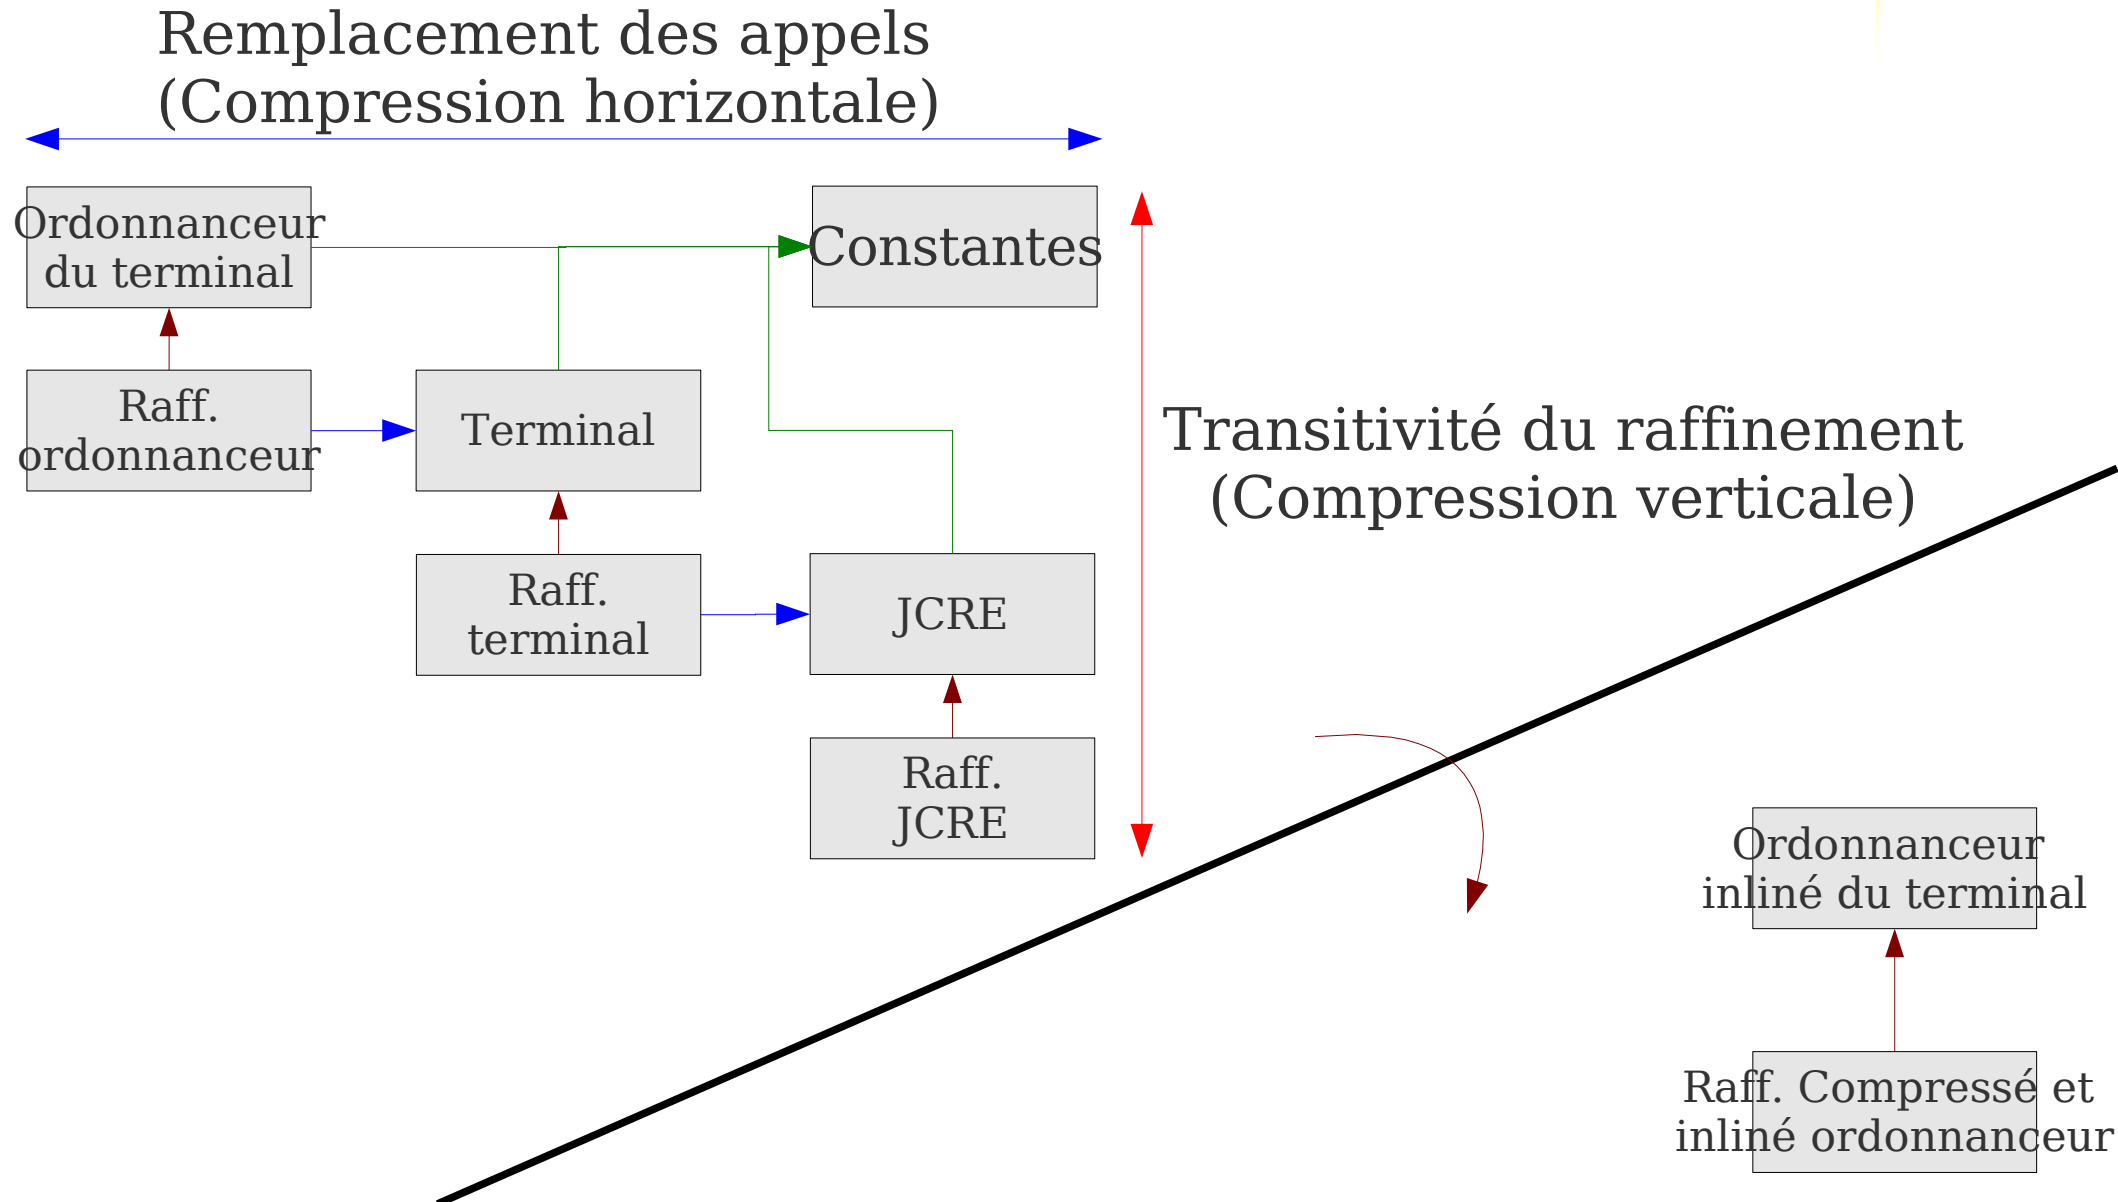 Remplacement des appels
(Compression horizontale)
Ordonnanceur
du terminal
Constantes
Raff.
ordonnanceur
Terminal
Transitivité du raffinement
(Compression verticale)
Raff.
terminal
JCRE
Raff.
JCRE
Ordonnanceur
inliné du terminal
Raff. Compressé et
inliné ordonnanceur